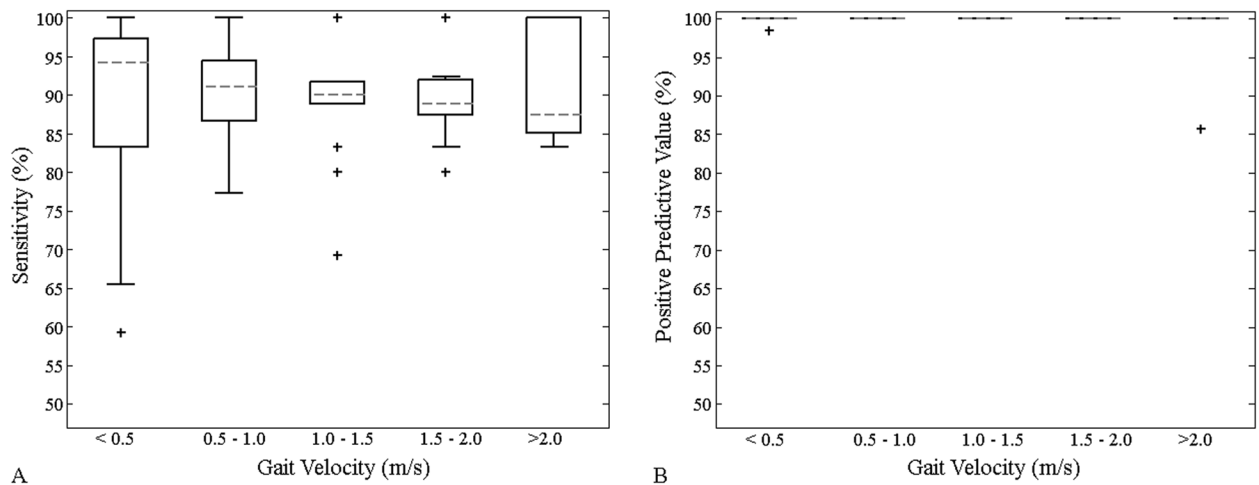 100
95
90
85
80
75
70
65
60
55
50
Sensitivity (%)
< 0.5
0.5 - 1.0
1.0 - 1.5
1.5 - 2.0
>2.0
Gait Velocity (m/s)
A
100
95
90
85
80
75
70
65
60
55
50
Positive Predictive Value (%)
< 0.5
0.5 - 1.0
1.0 - 1.5
1.5 - 2.0
>2.0
Gait Velocity (m/s)
B